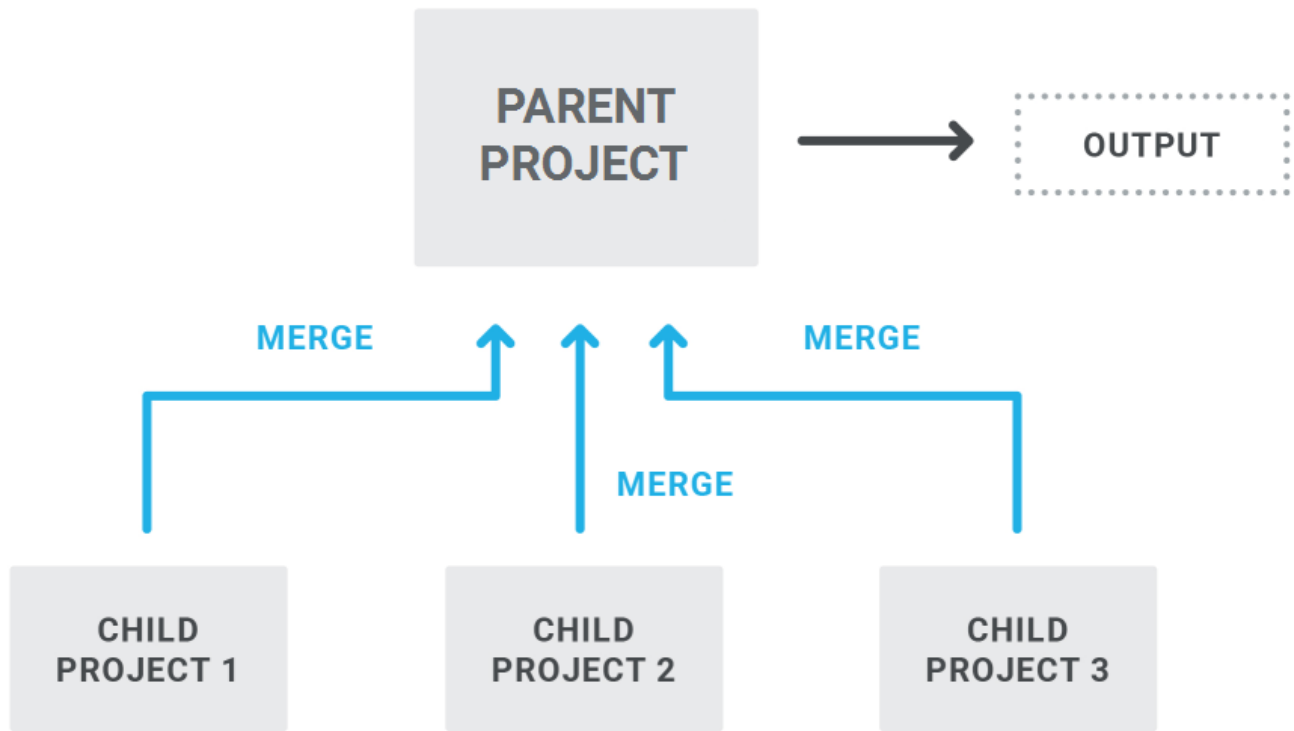 PARENT
PROJECT
OUTPUT
MERGE
MERGE
MERGE
CHILD
PROJECT 1
CHILD
PROJECT 2
CHILD
PROJECT 3